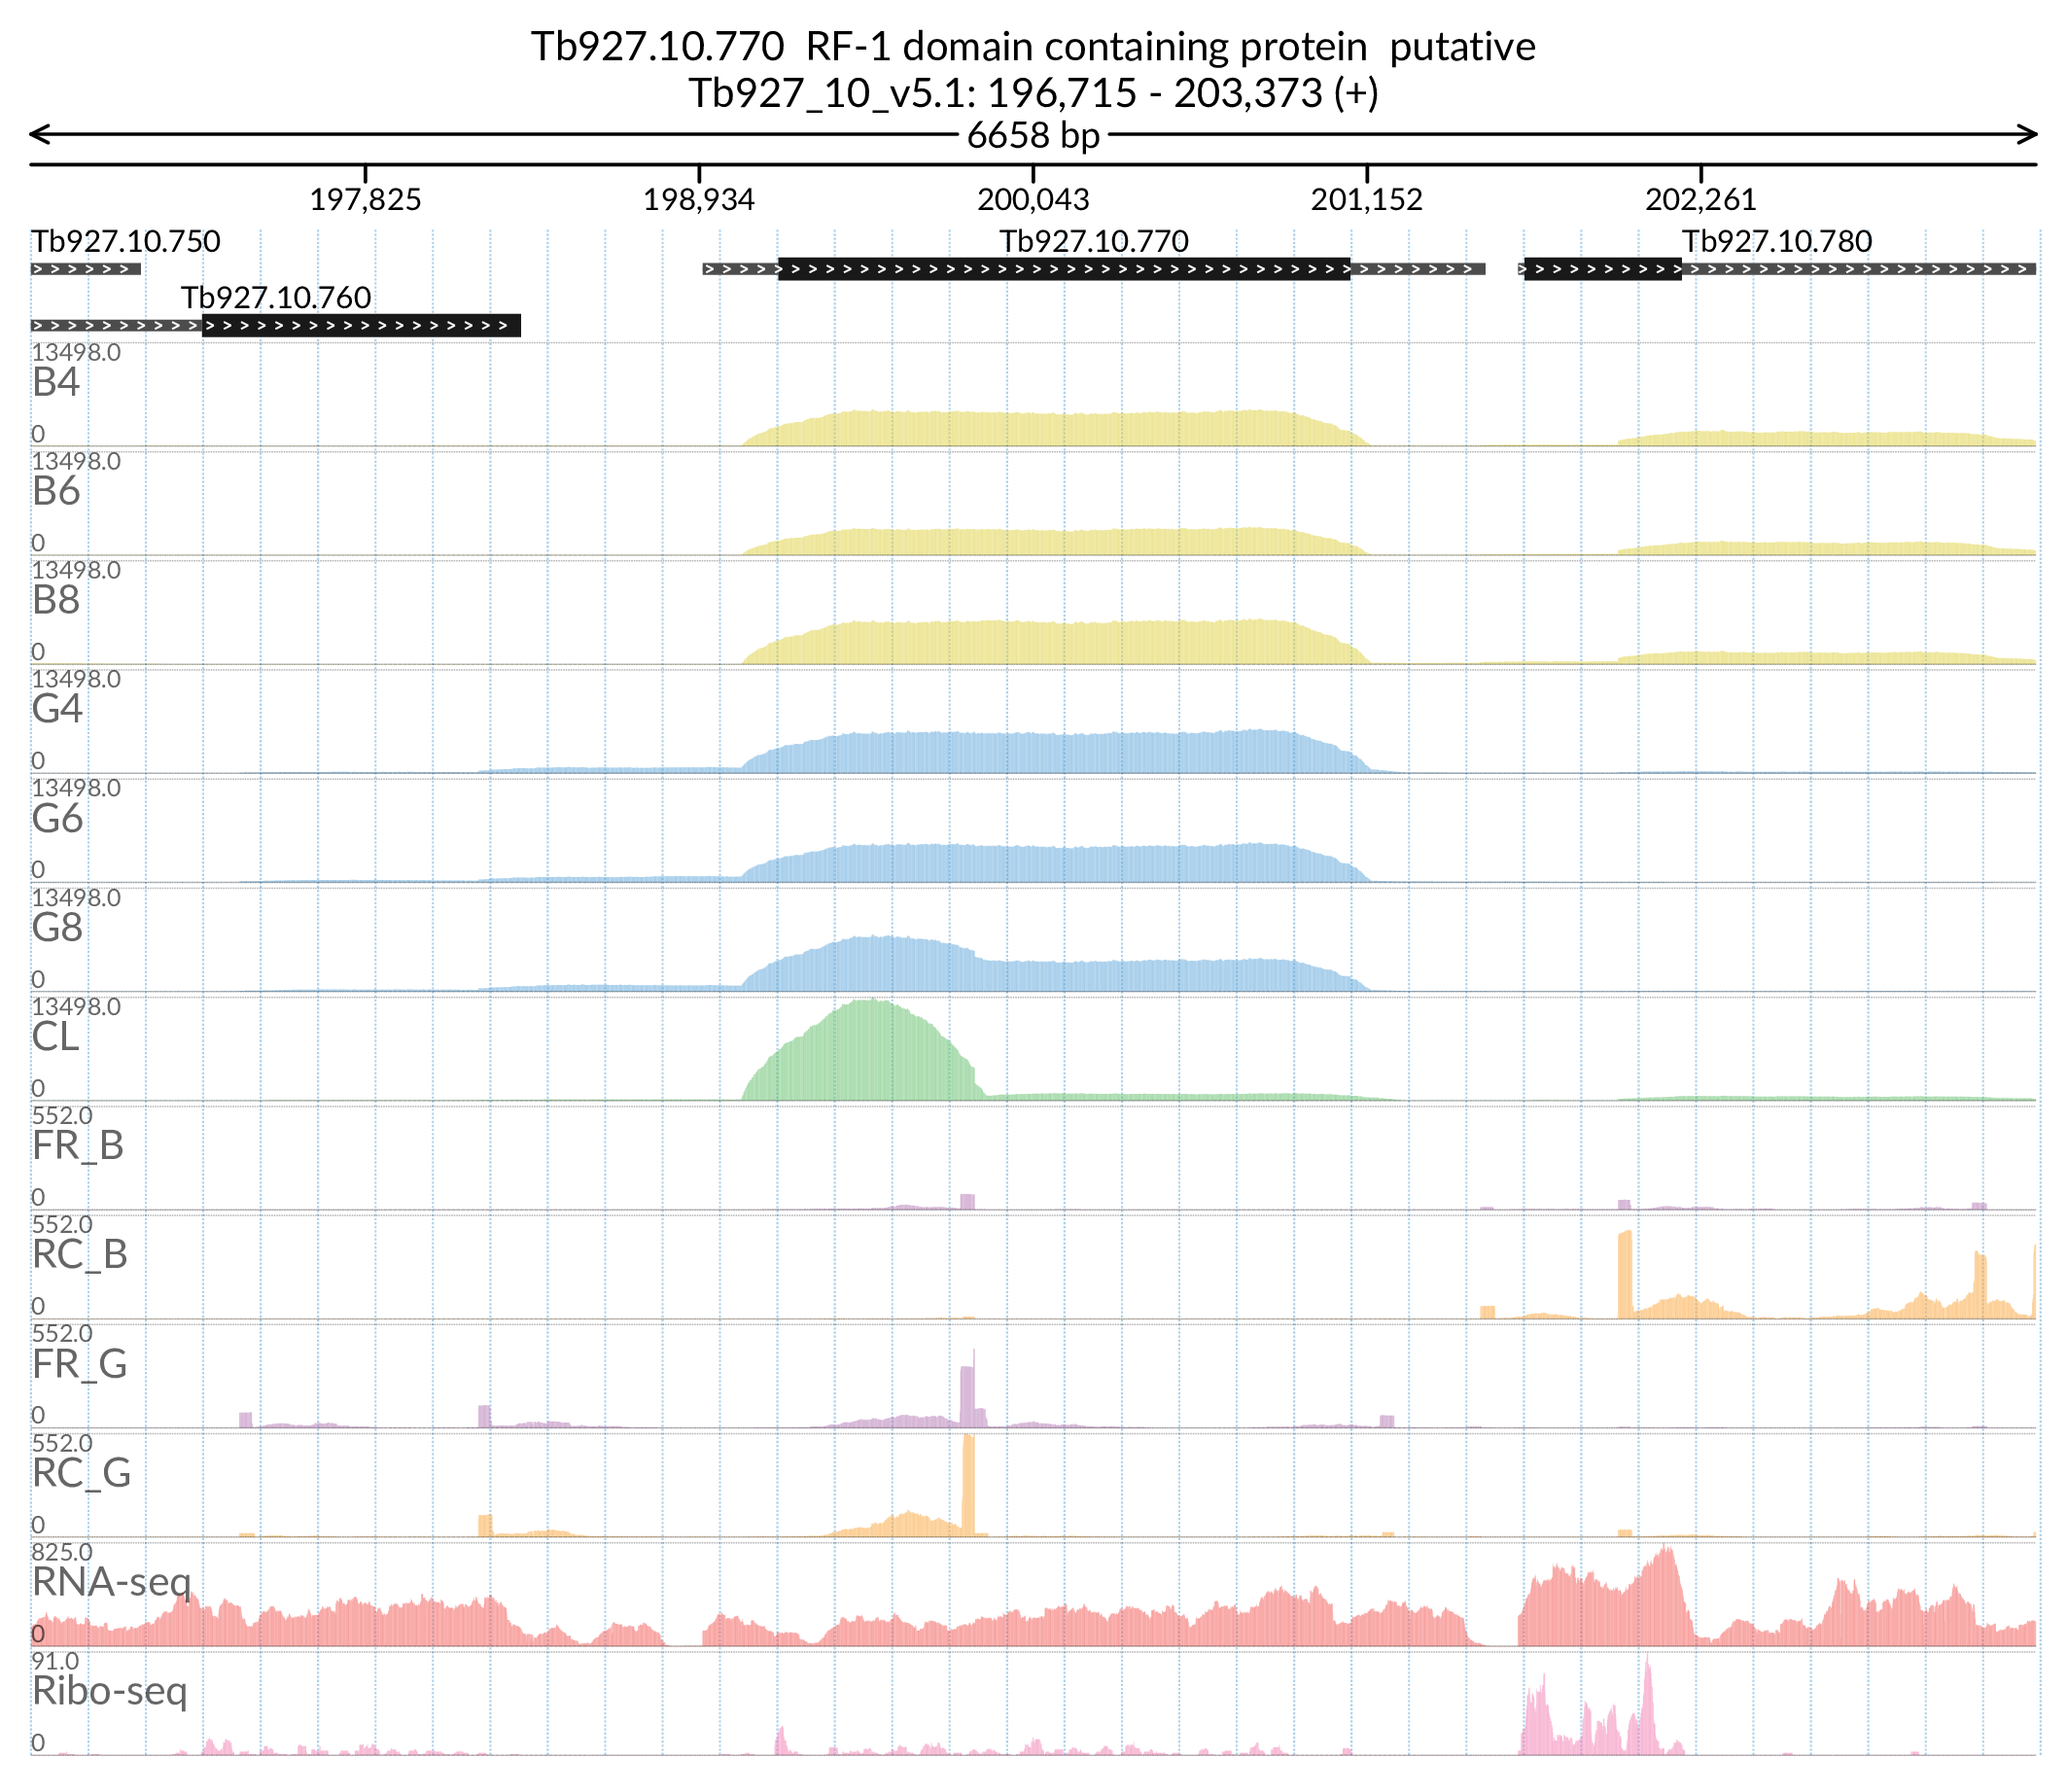 Tb927.10.770  RF-1 domain containing protein  putative
Tb927_10_v5.1: 196,715 - 203,373 (+)
6658 bp
197,825 198,934 200,043 201,152 202,261
Tb927.10.750 Tb927.10.770 Tb927.10.780
Tb927.10.760
13498.0
B4
0
13498.0
B6
0
13498.0
B8
0
13498.0
G4
0
13498.0
G6
0
13498.0
G8
0
13498.0
CL
0
552.0
FR_B
0
552.0
RC_B
0
552.0
FR_G
0
552.0
RC_G
0
825.0
RNA-seq
0
91.0
Ribo-seq
0